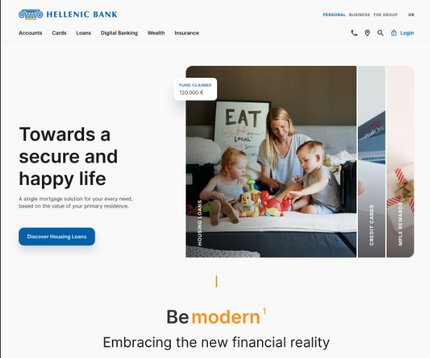 HELLENIC BANK
PERSONAL BUSINESS THE GROUP GR
Accounts Cards Loans Digital Banking Wealth Insurance Login
FUND CLAIMED
120.000 €
EAT
LOCAL
Towards a
secure and
happy life
A single mortgage solution for your every need,
based on the value of your primary residence.
Discover Housing Loans
HOUSING LOANS
CREDIT CARDS
MPLE REWARDS
Be modern 1
Embracing the new financial reality